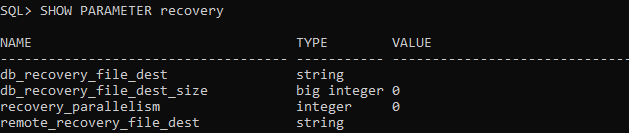 SQL> SHOW PARAMETER recovery
NAME                                 TYPE        VALUE
------------------------------------ ----------- ------------------------------
db_recovery_file_dest                string
db_recovery_file_dest_size           big integer 0
recovery_parallelism                 integer     0
remote_recovery_file_dest            string